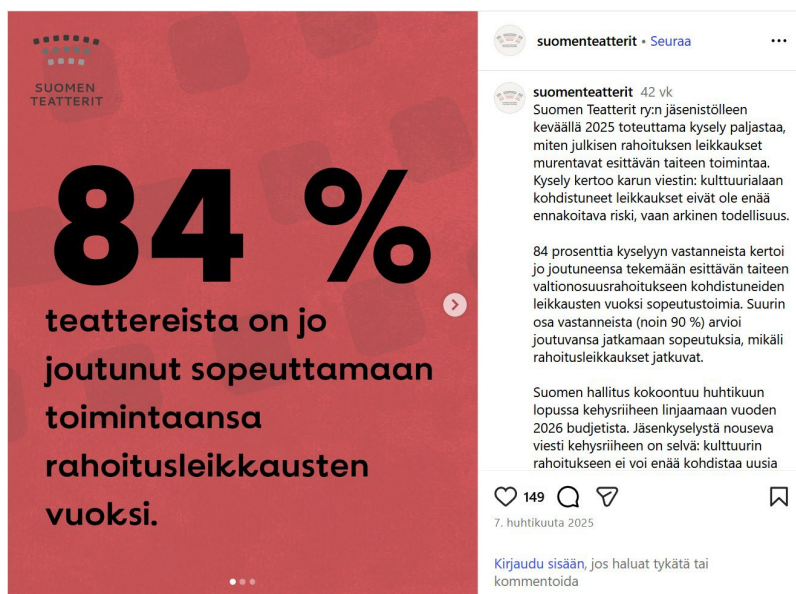 SUOMEN
TEATTERIT
84 %
teattereista on jo
joutunut sopeuttamaan
toimintaansa
rahoitusleikkausten
vuoksi.
suomenteatterit • Seuraa
suomenteatterit 42 vk
Suomen Teatterit ry:n jäsenistölleen
keväällä 2025 toteuttama kysely paljastaa,
miten julkisen rahoituksen leikkaukset
murentavat esittävän taiteen toimintaa.
Kysely kertoo karun viestin: kulttuurialaan
kohdistuneet leikkaukset eivät ole enää
ennakoitava riski, vaan arkinen todellisuus.
84 prosenttia kyselyyn vastanneista kertoi
jo joutuneensa tekemään esittävän taiteen
valtionosuusrahoitukseen kohdistuneiden
leikkausten vuoksi sopeutustoimia. Suurin
osa vastanneista (noin 90 %) arvioi
joutuvansa jatkamaan sopeutuksia, mikäli
rahoitusleikkaukset jatkuvat.
Suomen hallitus kokoontuu huhtikuun
lopussa kehysriiheen linjaamaan vuoden
2026 budjetista. Jäsenkyselystä nouseva
viesti kehysriiheen on selvä: kulttuurin
rahoitukseen ei voi enää kohdistaa uusia
149
7. huhtikuuta 2025
Kirjaudu sisään, jos haluat tykätä tai
kommentoida